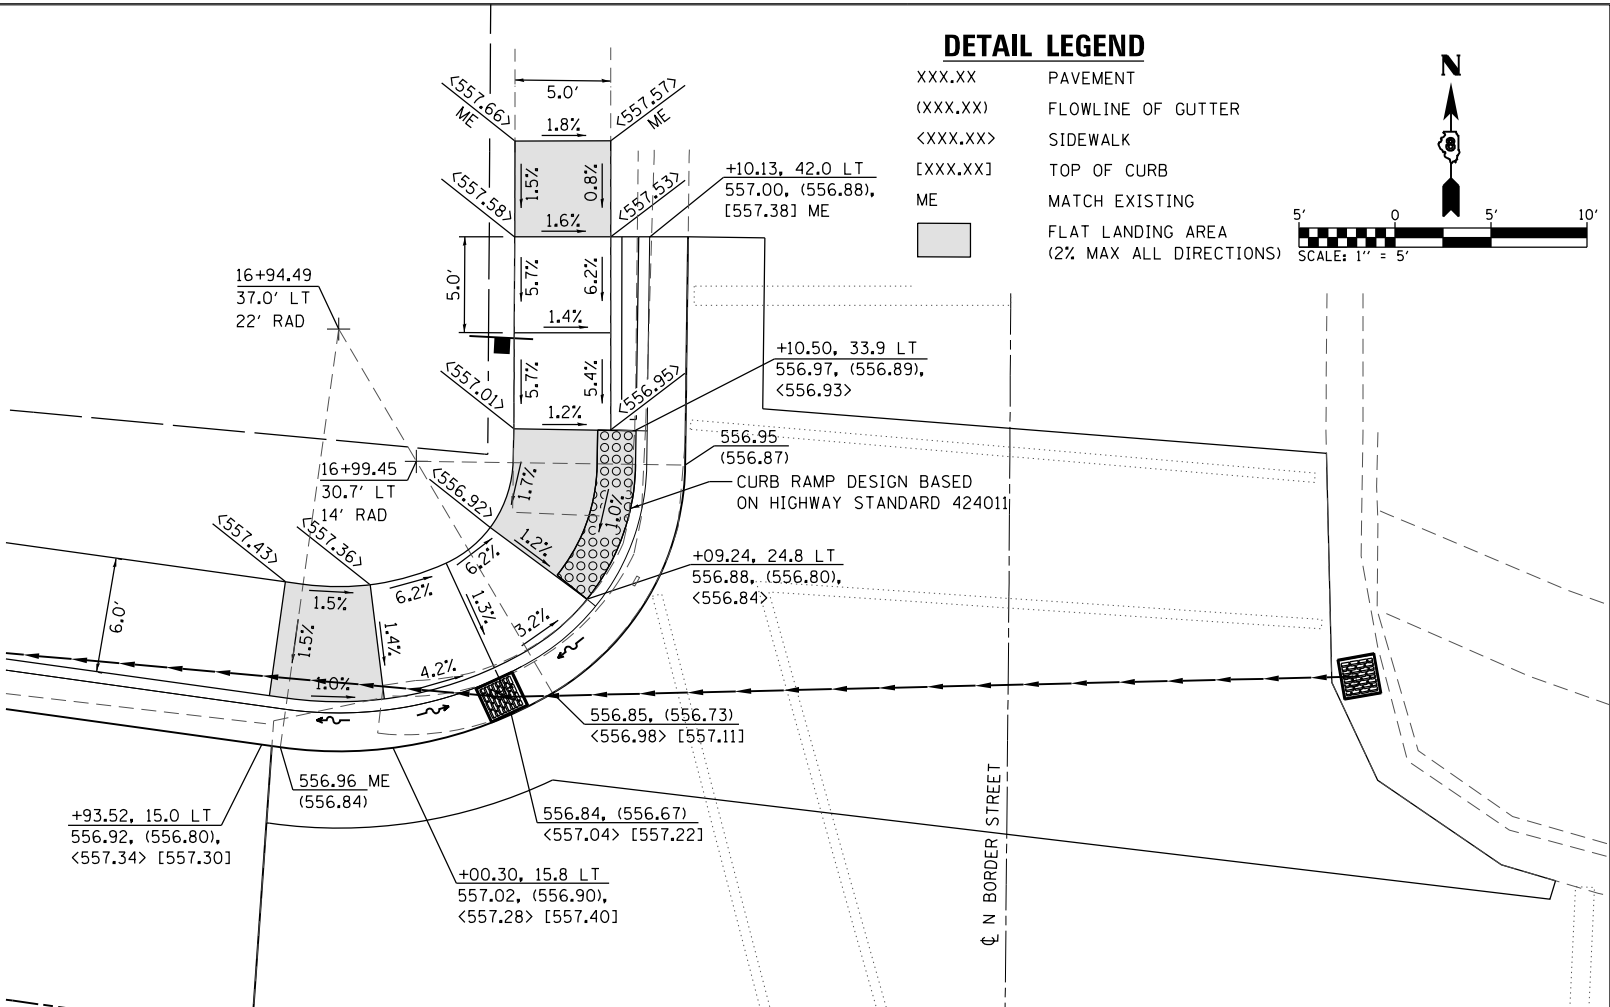 DETAIL LEGEND
XXX.XX PAVEMENT
(XXX.XX) FLOWLINE OF GUTTER
<XXX.XX> SIDEWALK
[XXX.XX] TOP OF CURB
ME MATCH EXISTING
FLAT LANDING AREA
(2% MAX ALL DIRECTIONS)
N
8
5' 0 5' 10'
SCALE: 1'' = 5'
<557.66>
ME
5.0'
<557.57>
ME
1.8%
1.5%
0.8%
<557.58>
<557.53>
1.6%
+10.13, 42.0 LT
557.00, (556.88),
[557.38] ME
5.0'
5.7%
6.2%
1.4%
16+94.49
37.0' LT
22' RAD
5.7%
5.4%
<557.01>
<556.95>
1.2%
+10.50, 33.9 LT
556.97, (556.89),
<556.93>
556.95
(556.87)
CURB RAMP DESIGN BASED
ON HIGHWAY STANDARD 424011
16+99.45
30.7' LT
14' RAD
<556.92>
1.7%
1.0%
1.2%
<557.43>
<557.36>
+09.24, 24.8 LT
556.88, (556.80),
<556.84>
6.0'
1.5%
1.5%
1.0%
1.4%
6.2%
6.2%
1.3%
3.2%
4.2%
556.85, (556.73)
<556.98> [557.11]
556.96 ME
(556.84)
+93.52, 15.0 LT
556.92, (556.80),
<557.34> [557.30]
556.84, (556.67)
<557.04> [557.22]
+00.30, 15.8 LT
557.02, (556.90),
<557.28> [557.40]
℄ N BORDER STREET